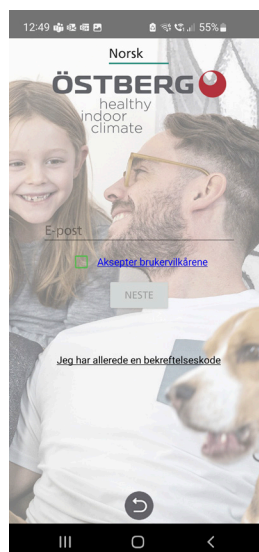 12:49
55%
Norsk
ÖSTBERG
healthy
indoor
climate
E-post
Aksepter brukervilkårene
NESTE
Jeg har allerede en bekreftelseskode